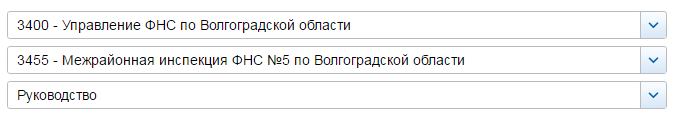 3400 - Управление ФНС по Волгоградской области
3455 - Межрайонная инспекция ФНС №5 по Волгоградской области
Руководство